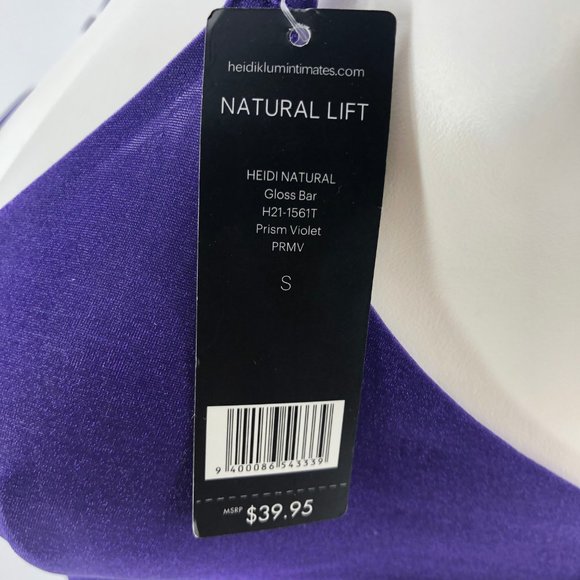 heidiklumintimates.com
NATURAL LIFT
HEIDI NATURAL
Gloss Bar
H21-1561T
Prism Violet
PRMV
S
9 400086 543339
MSRP $39.95